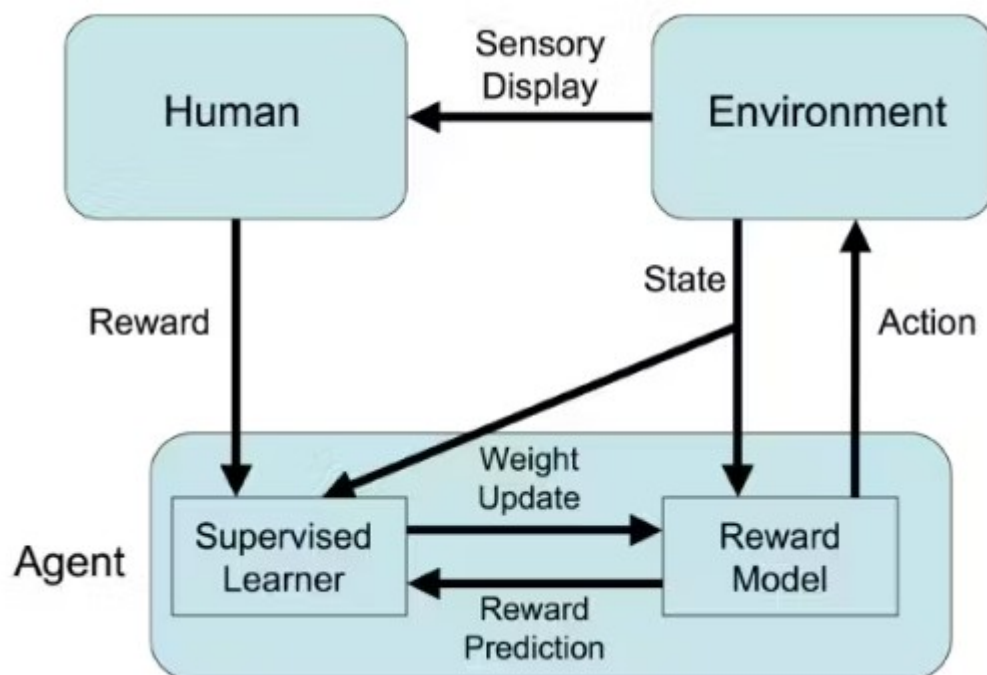 Sensory
Display
Human
Environment
State
Reward
Action
Weight
Update
Supervised
Learner
Reward
Model
Agent
Reward
Prediction